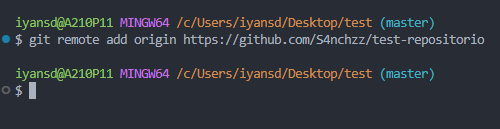 iyansd@A210P11 MINGW64 /c/Users/iyansd/Desktop/test (master)
$ git remote add origin https://github.com/S4nchzz/test-repositorio
iyansd@A210P11 MINGW64 /c/Users/iyansd/Desktop/test (master)
$